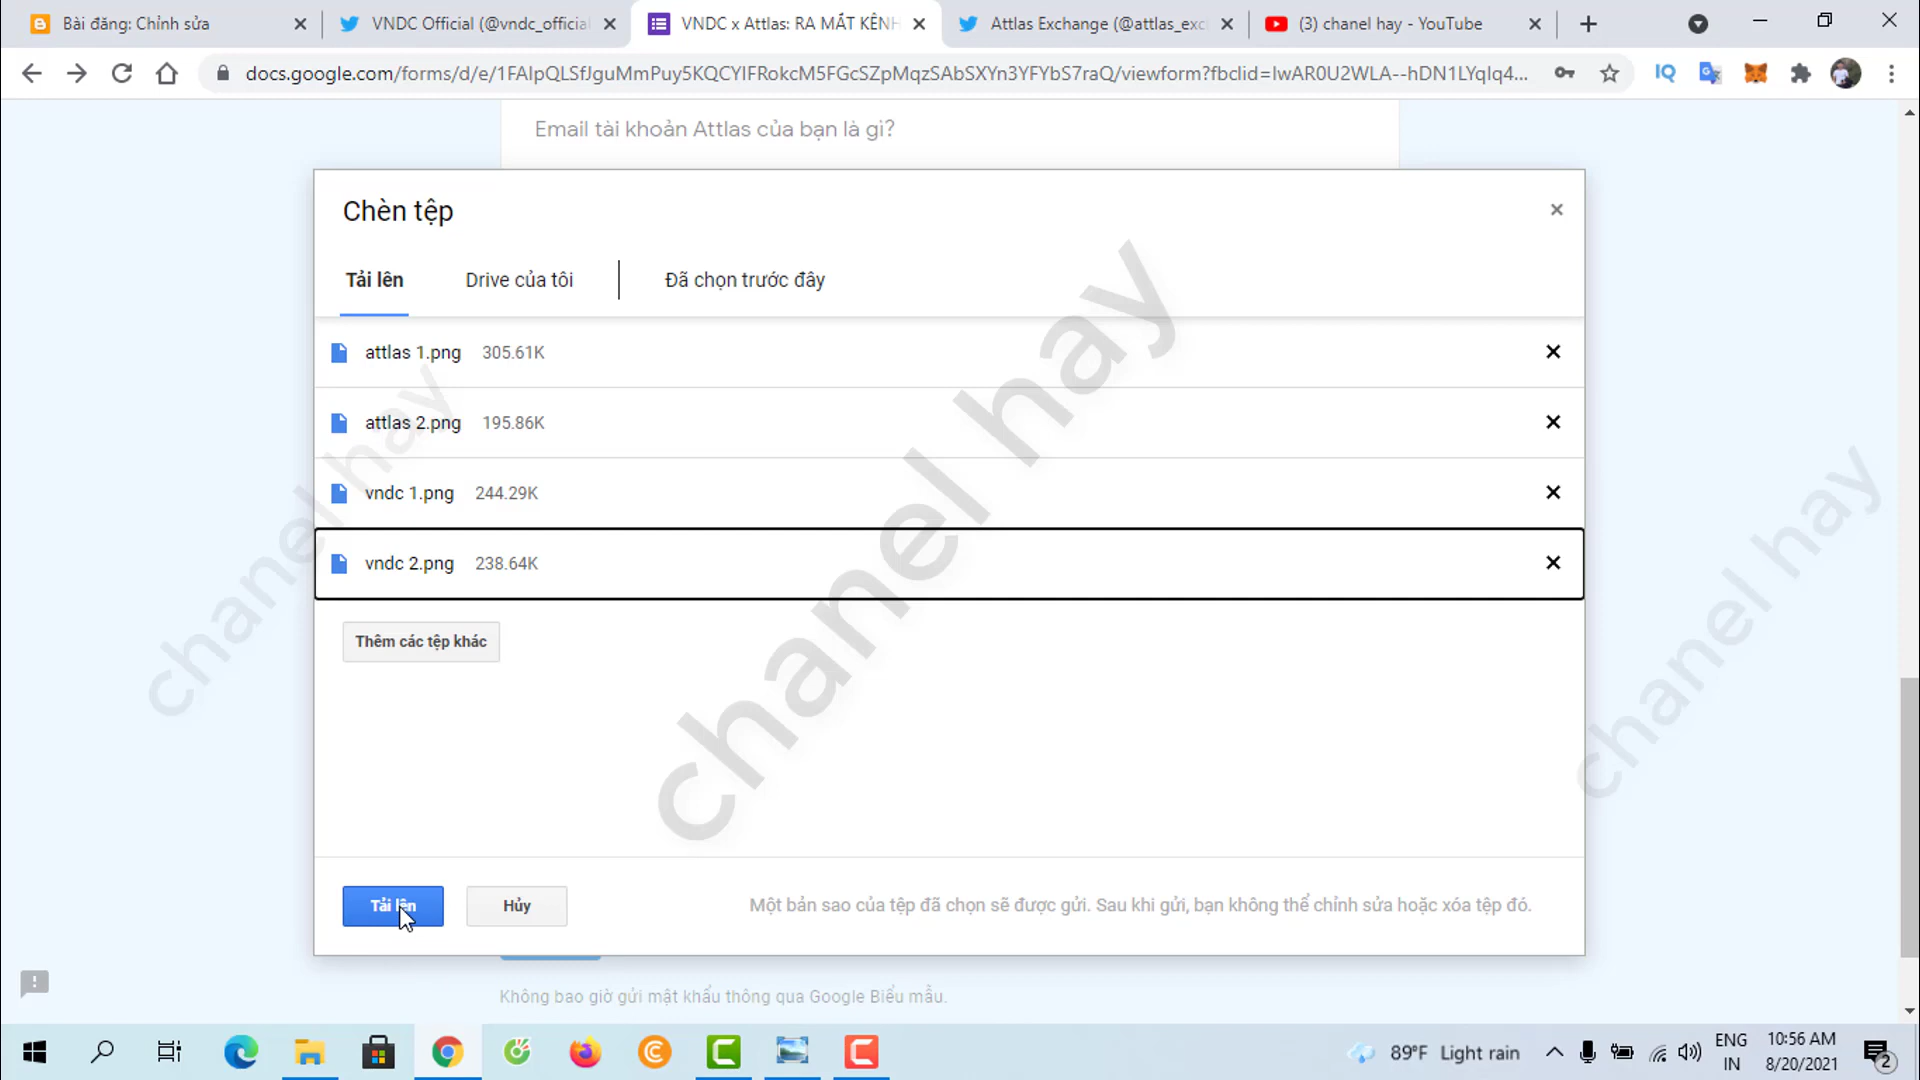 Bài đăng: Chỉnh sửa
VNDC Official (@vndc_official
VNDC x Attlas: RA MẮT KÊNH
Attlas Exchange (@attlas_exc
(3) chanel hay - YouTube
docs.google.com/forms/d/e/1FAIpQLSfJguMmPuy5KQCYIFRokcM5FGcSZpMqzSAbSXYn3YFYbS7raQ/viewform?fbclid=IwAR0U2WLA--hDN1LYqIq4...
IQ
Email tài khoản Attlas của bạn là gì?
Chèn tệp
Tải lên
Drive của tôi
Đã chọn trước đây
attlas 1.png 305.61K
attlas 2.png 195.86K
vndc 1.png 244.29K
vndc 2.png 238.64K
Thêm các tệp khác
chanel hay
chanel hay
chanel hay
Tải lên
Hủy
Một bản sao của tệp đã chọn sẽ được gửi. Sau khi gửi, bạn không thể chỉnh sửa hoặc xóa tệp đó.
Không bao giờ gửi mật khẩu thông qua Google Biểu mẫu.
89°F Light rain
ENG
IN
10:56 AM
8/20/2021
2